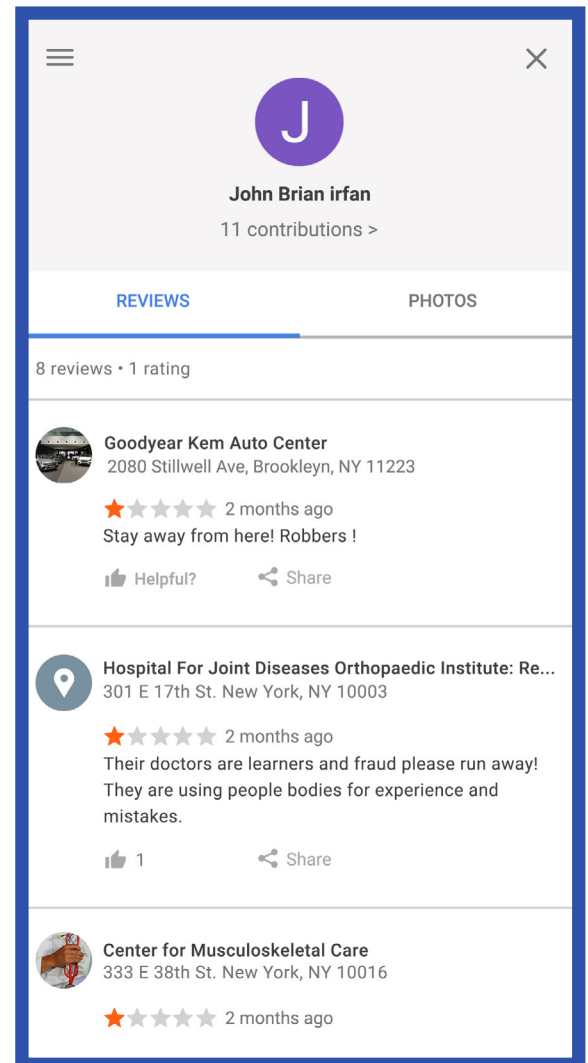 J
John Brian irfan
11 contributions >
REVIEWS PHOTOS
8 reviews • 1 rating
Goodyear Kem Auto Center
2080 Stillwell Ave, Brookleyn, NY 11223
2 months ago
Stay away from here! Robbers !
Helpful? Share
Hospital For Joint Diseases Orthopaedic Institute: Re...
301 E 17th St. New York, NY 10003
2 months ago
Their doctors are learners and fraud please run away!
They are using people bodies for experience and
mistakes.
1 Share
Center for Musculoskeletal Care
333 E 38th St. New York, NY 10016
2 months ago